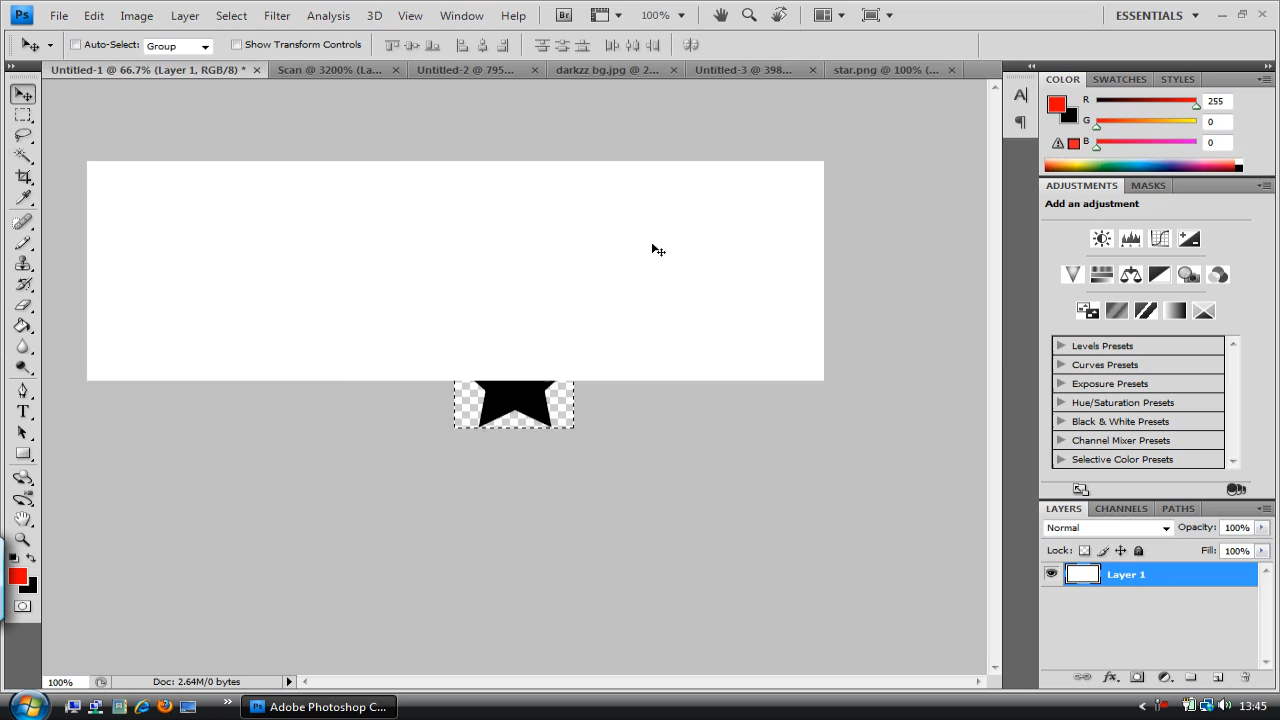 Ps File Edit Image Layer Select Filter Analysis 3D View Window Help Br 100% ESSENTIALS
Auto-Select: Group Show Transform Controls
Untitled-1 @ 66.7% (Layer 1, RGB/8) * Scan @ 3200% (La... Untitled-2 @ 795... darkzz bg.jpg @ 2... Untitled-3 @ 398... star.png @ 100% (...
COLOR SWATCHES STYLES
R 255
G 0
B 0
ADJUSTMENTS MASKS
Add an adjustment
Levels Presets
Curves Presets
Exposure Presets
Hue/Saturation Presets
Black & White Presets
Channel Mixer Presets
Selective Color Presets
LAYERS CHANNELS PATHS
Normal Opacity: 100%
Lock: Fill: 100%
Layer 1
100% Doc: 2.64M/0 bytes
Ps Adobe Photoshop C... 13:45